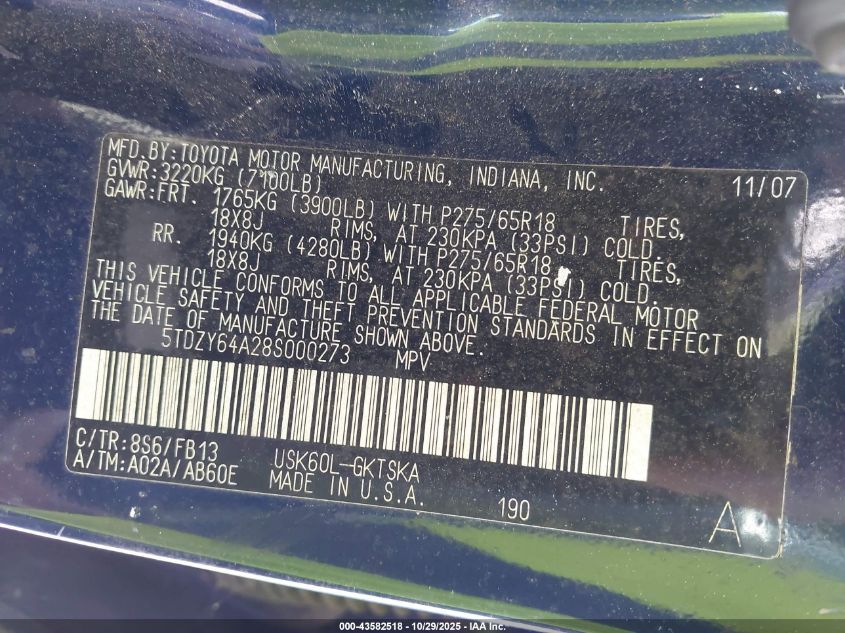 MFD.BY:TOYOTA MOTOR MANUFACTURING, INDIANA, INC. 11/07
GVWR:3220KG (7100LB)
GAWR:FRT. 1765KG (3900LB) WITH P275/65R18 TIRES,
18X8J RIMS, AT 230KPA (33PSI) COLD.
RR. 1940KG (4280LB) WITH P275/65R18 TIRES,
18X8J RIMS, AT 230KPA (33PSI) COLD.
THIS VEHICLE CONFORMS TO ALL APPLICABLE FEDERAL MOTOR
VEHICLE SAFETY AND THEFT PREVENTION STANDARDS IN EFFECT ON
THE DATE OF MANUFACTURE SHOWN ABOVE.
5TDZY64A28S000273 MPV
C/TR:8S6/FB13 USK60L-GKTSKA
A/TM:A02A/AB60E MADE IN U.S.A. 190 A
000-43582518 - 10/29/2025 - IAA Inc.